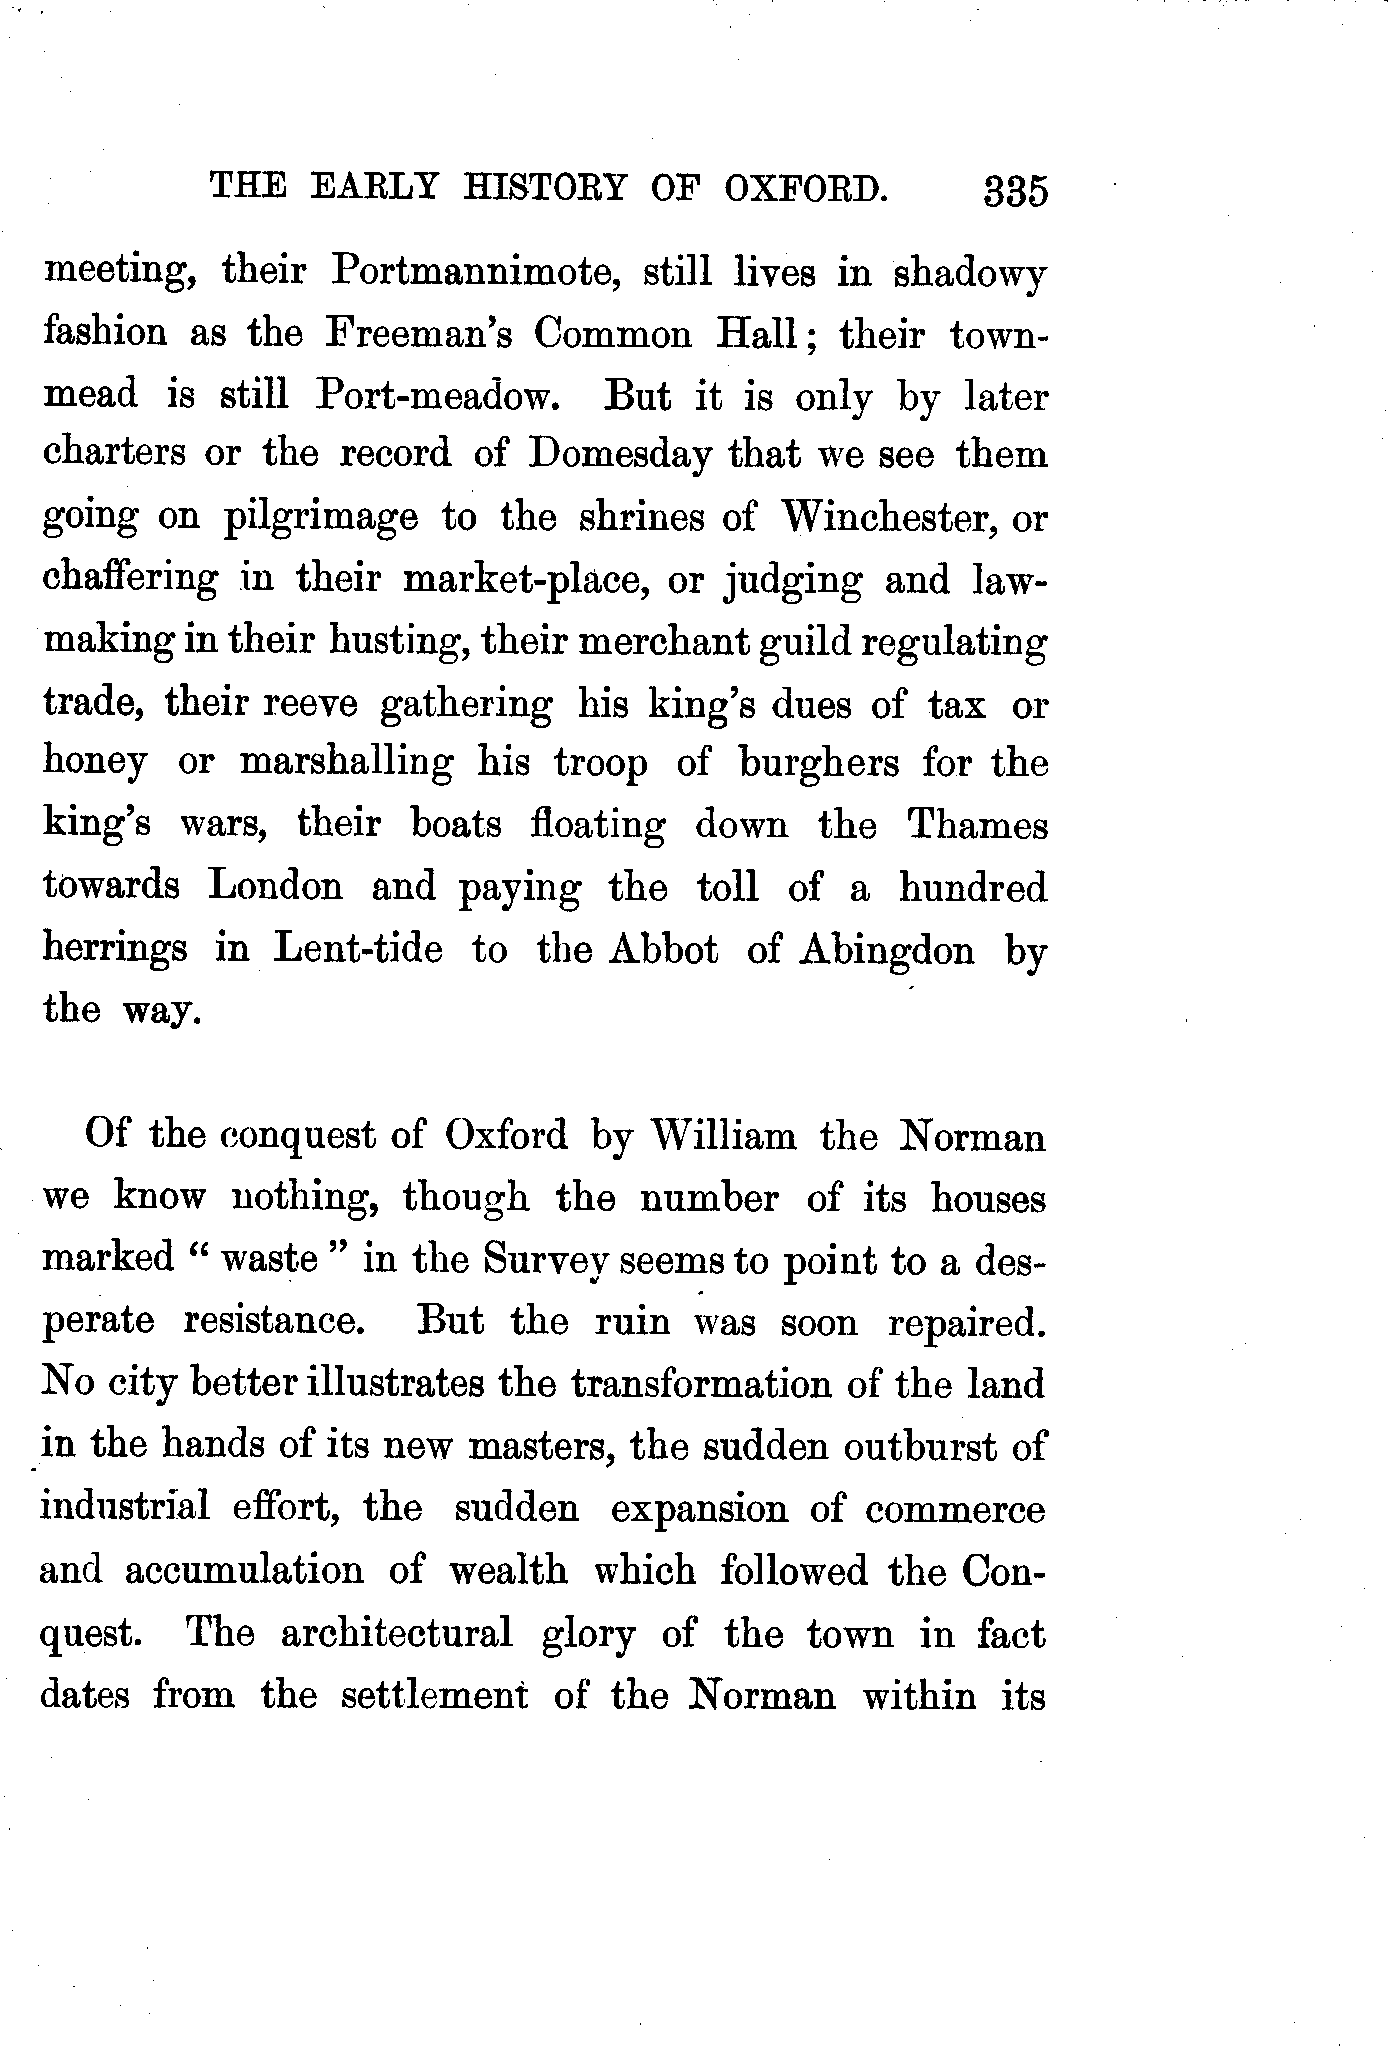 THE EARLY HISTORY OF OXFORD. 335
meeting, their Portmannimote, still lives in shadowy
fashion as the Freeman's Common Hall; their town-
mead is still Port-meadow. But it is only by later
charters or the record of Domesday that we see them
going on pilgrimage to the shrines of Winchester, or
chaffering in their market-place, or judging and law-
making in their husting, their merchant guild regulating
trade, their reeve gathering his king's dues of tax or
honey or marshalling his troop of burghers for the
king's wars, their boats floating down the Thames
towards London and paying the toll of a hundred
herrings in Lent-tide to the Abbot of Abingdon by
the way.
Of the conquest of Oxford by William the Norman
we know nothing, though the number of its houses
marked “ waste ” in the Survey seems to point to a des-
perate resistance. But the ruin was soon repaired.
No city better illustrates the transformation of the land
in the hands of its new masters, the sudden outburst of
industrial effort, the sudden expansion of commerce
and accumulation of wealth which followed the Con-
quest. The architectural glory of the town in fact
dates from the settlement of the Norman within its